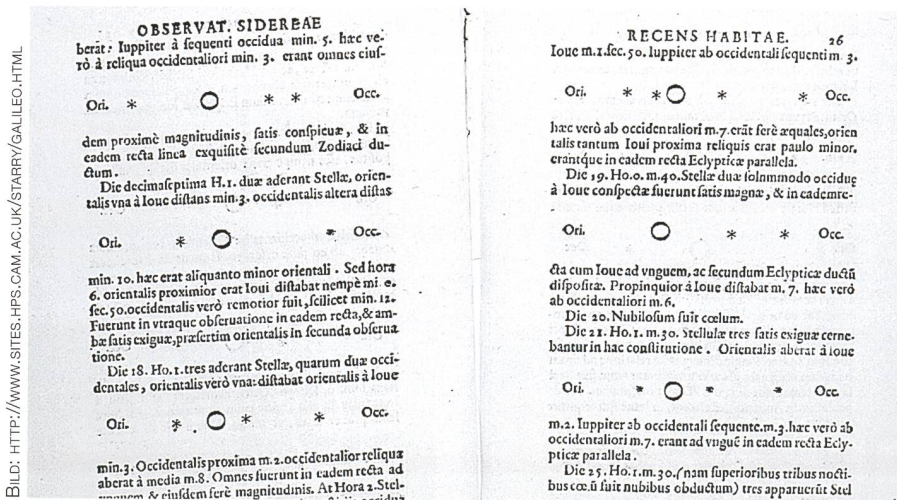 BILD: HTTP://WWW.SITES.HPS.CAM.AC.UK/STARRY/GALILEO.HTML
OBSERVAT. SIDEREAE
berat: Iuppiter à sequenti occidua min. 5. hæc ve-
rò à reliqua occidentaliori min. 3. erant omnes eius-
Ori. * O * * Occ.
dem proximè magnitudinis, satis conspicuæ, & in
eadem recta linea exquisitè secundum Zodiaci du-
ctum.
Die decimaseptima H. 1. duæ aderant Stellæ, orien-
talis vna à Ioue distans min. 3. occidentalis altera distãs
Ori. * O * Occ.
min. 10. hæc erat aliquanto minor orientali. Sed hora
6. orientalis proximior erat Ioui distabat nempè mi. o.
sec. 50. occidentalis verò remotior fuit, scilicet min. 12.
Fuerunt in vtraque obseruatione in eadem recta, & am-
bæ satis exiguæ, præsertim orientalis in secunda obserua
tione.
Die 18. Ho. 1. tres aderant Stellæ, quarum duæ occi-
dentales, orientalis verò vna: distabat orientalis à Ioue
Ori. * O * * Occ.
min. 3. Occidentalis proxima m. 2. occidentalior reliqua
aberat à media m. 8. Omnes fuerunt in eadem recta ad
& eiusdem ferè magnitudinis. At Hora 2. Stel-
RECENS HABITAE. 26
Ioue m. 1. sec. 50. Iuppiter ab occidentali sequenti m. 3.
Ori. * * O * * Occ.
hæc verò ab occidentaliori m. 7. erãt ferè æquales, orien
talis tantum Ioui proxima reliquis erat paulo minor,
erantque in eadem recta Eclypticæ parallela.
Die 19. Ho. 0. m. 40. Stellæ duæ solummodo occiduę
à Ioue conspectæ fuerunt satis magnæ, & in eadem re-
Ori. O * * Occ.
cta cum Ioue ad vnguem, ac secundum Eclypticæ ductũ
dispositæ. Propinquior à Ioue distabat m. 7. hæc verò
ab occidentaliori m. 6.
Die 20. Nubilosum fuit cœlum.
Die 21. Ho. 1. m. 30. Stellulæ tres satis exiguæ cerne-
bantur in hac constitutione. Orientalis aberat à Ioue
Ori. * O * * Occ.
m. 2. Iuppiter ab occidentali sequente. m. 3. hæc verò ab
occidentaliori m. 7. erant ad vnguẽ in eadem recta Ecly-
pticæ parallela.
Die 25. Ho. 1. m. 30. (nam superioribus tribus nocti-
bus cœ.ũ fuit nubibus obductum) tres apparuerũt Stel